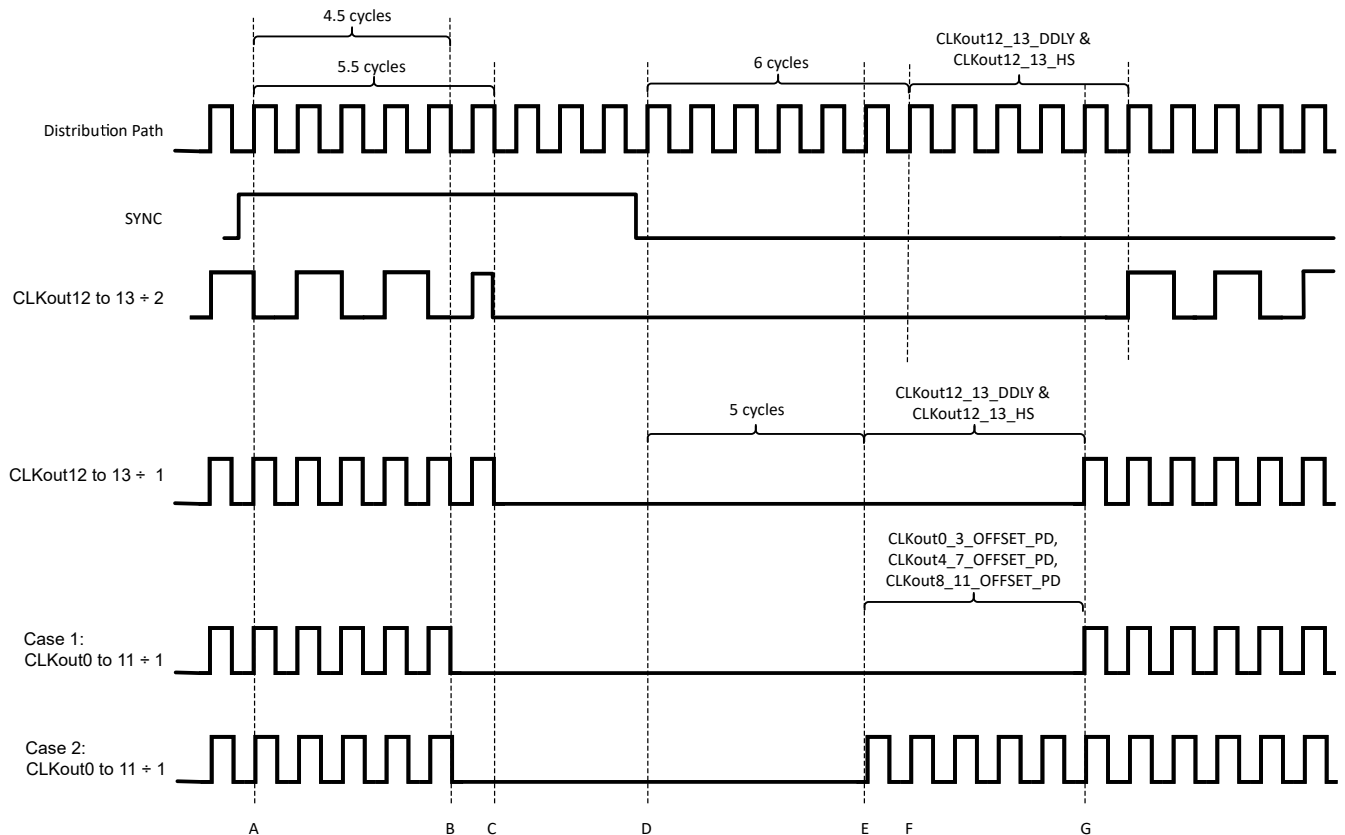 4.5 cycles
5.5 cycles
6 cycles
CLKout12_13_DDLY &
CLKout12_13_HS
Distribution Path
SYNC
CLKout12 to 13 ÷ 2
5 cycles
CLKout12_13_DDLY &
CLKout12_13_HS
CLKout12 to 13 ÷ 1
CLKout0_3_OFFSET_PD,
CLKout4_7_OFFSET_PD,
CLKout8_11_OFFSET_PD
Case 1:
CLKout0 to 11 ÷ 1
Case 2:
CLKout0 to 11 ÷ 1
A B C D E F G